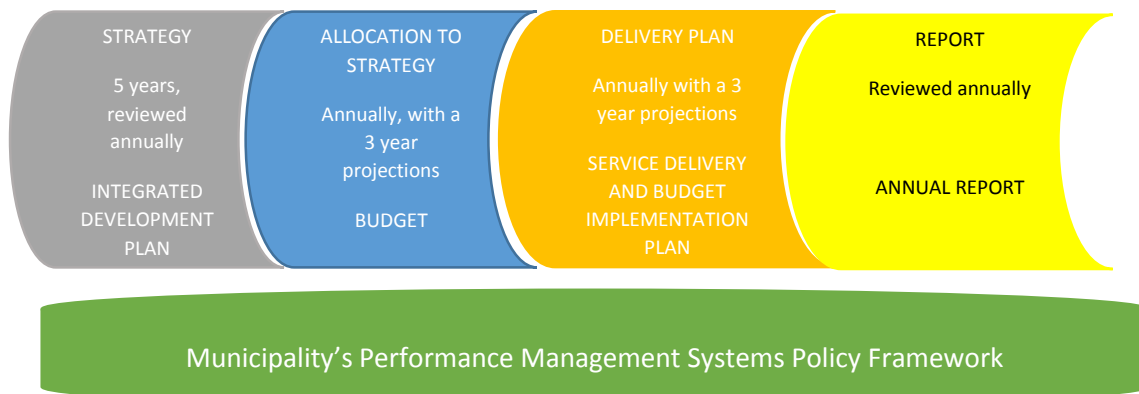 STRATEGY
5 years,
reviewed
annually
INTEGRATED
DEVELOPMENT
PLAN
ALLOCATION TO
STRATEGY
Annually, with a
3 year
projections
BUDGET
DELIVERY PLAN
Annually with a 3
year projections
SERVICE DELIVERY
AND BUDGET
IMPLEMENTATION
PLAN
REPORT
Reviewed annually
ANNUAL REPORT
Municipality's Performance Management Systems Policy Framework